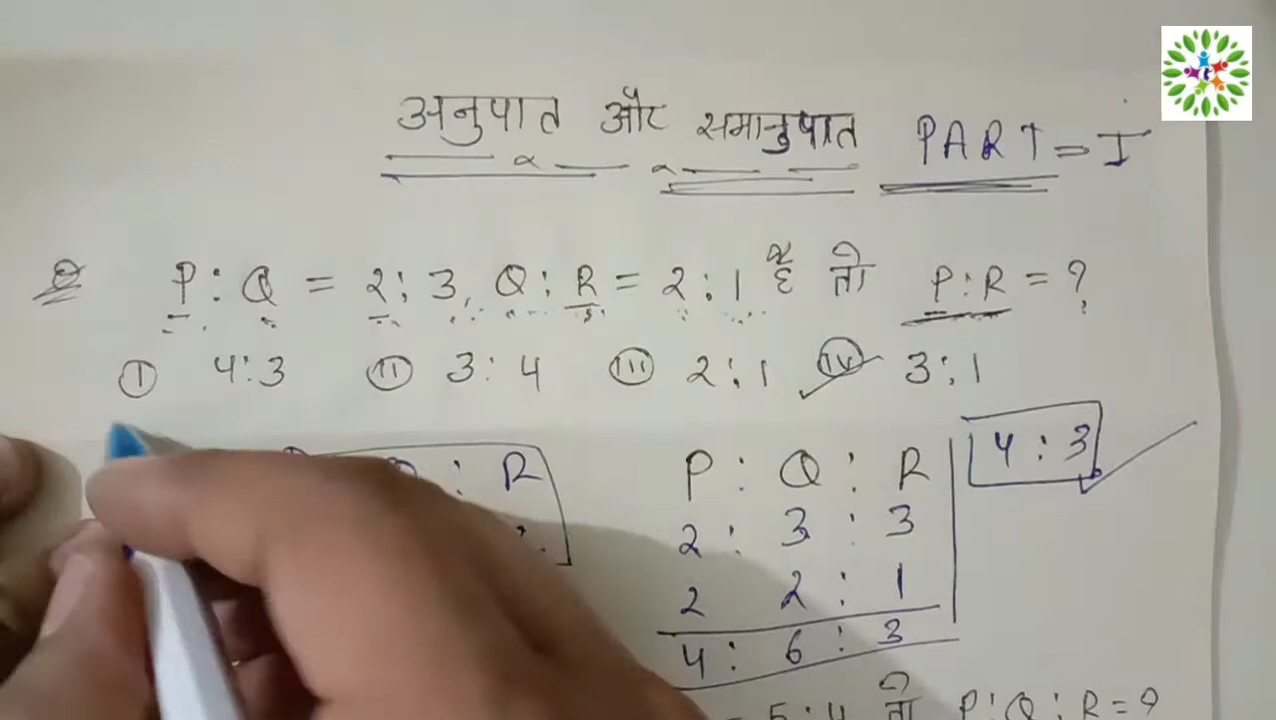 अनुपात और समानुपात PART = I
Q P : Q = 2 : 3, Q : R = 2 : 1 है तो P : R = ?
(I) 4 : 3 (II) 3 : 4 (III) 2 : 1 (IV) 3 : 1
4 : 3
: R
P : Q : R
2 : 3 : 3
2 2 : 1
4 : 6 : 3
= 5 : 4 तो P : Q : R = ?